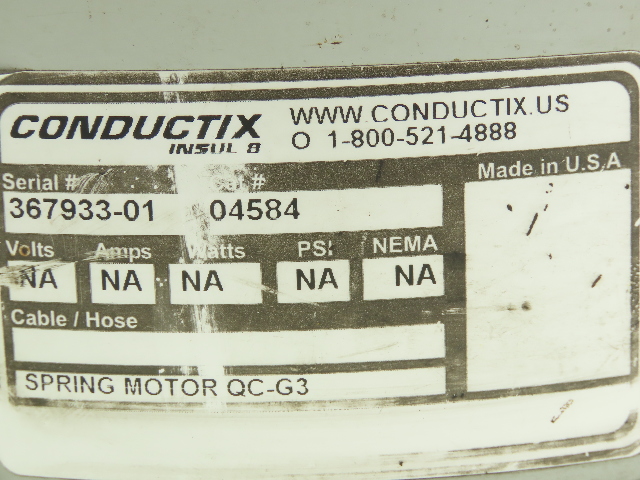 CONDUCTIX
INSUL 8
WWW.CONDUCTIX.US
O 1-800-521-4888
Made in U.S.A
Serial # #
367933-01 04584
Volts Amps Watts PSI NEMA
NA NA NA NA NA
Cable / Hose
SPRING MOTOR QC-G3